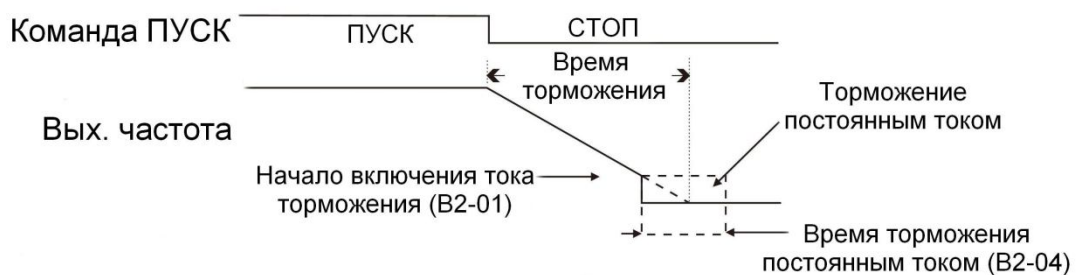 Команда ПУСК
ПУСК
СТОП
Время
торможения
Торможение
постоянным током
Вых. частота
Начало включения тока
торможения (B2-01)
Время торможения
постоянным током (B2-04)